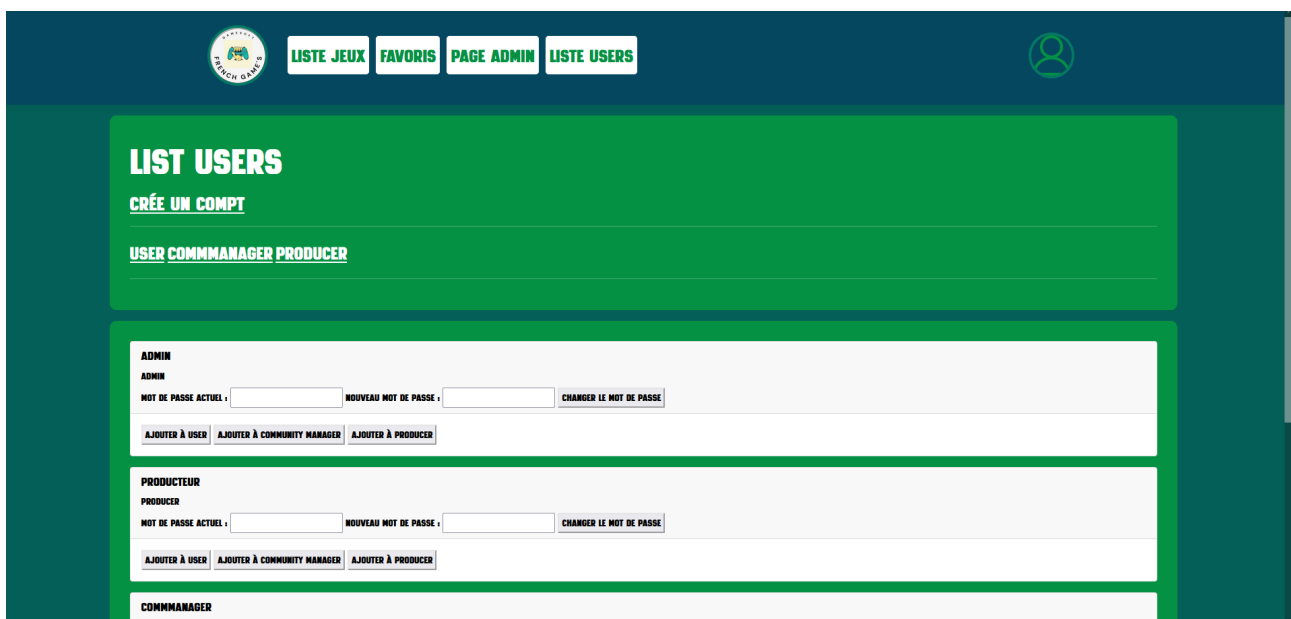 GAMESOFT
FRENCH GAME'S
LISTE JEUX FAVORIS PAGE ADMIN LISTE USERS
LIST USERS
CRÉE UN COMPT
USER COMMMANAGER PRODUCER
ADMIN
ADMIN
MOT DE PASSE ACTUEL : NOUVEAU MOT DE PASSE : CHANGER LE MOT DE PASSE
AJOUTER À USER AJOUTER À COMMUNITY MANAGER AJOUTER À PRODUCER
PRODUCTEUR
PRODUCER
MOT DE PASSE ACTUEL : NOUVEAU MOT DE PASSE : CHANGER LE MOT DE PASSE
AJOUTER À USER AJOUTER À COMMUNITY MANAGER AJOUTER À PRODUCER
COMMMANAGER